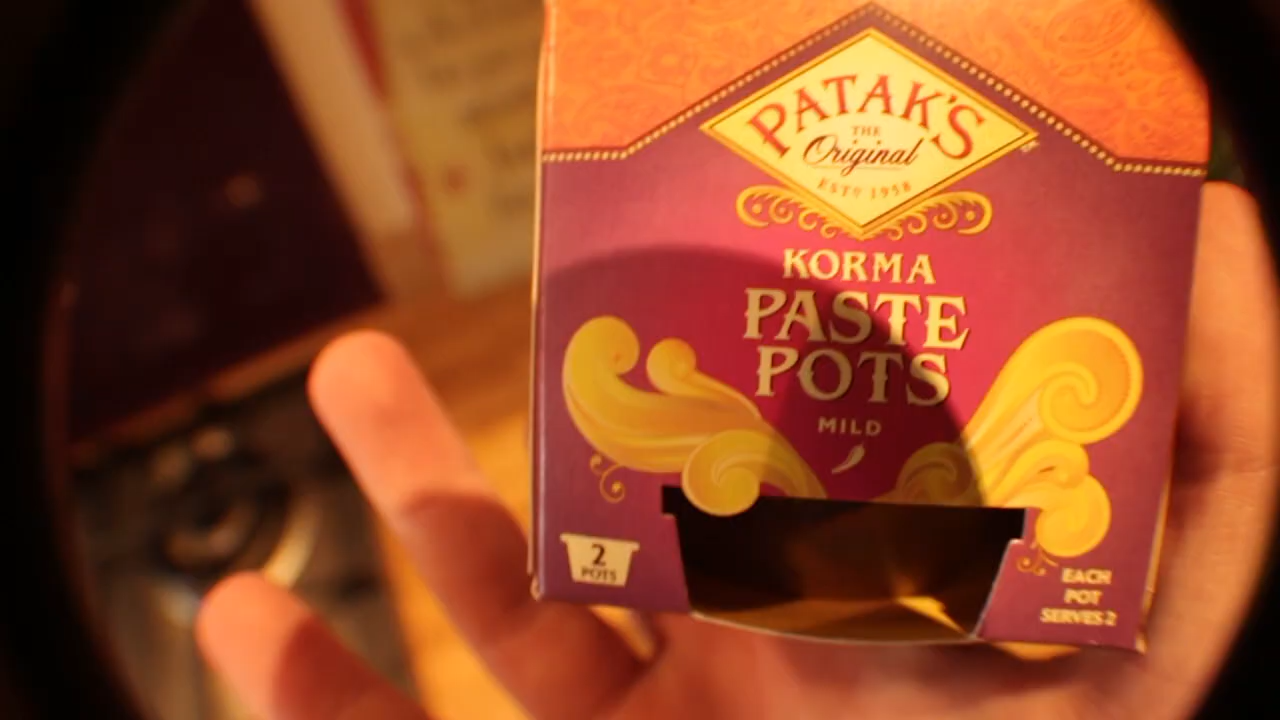 PATAK'S
THE
Original
ESTD 1958
KORMA
PASTE
POTS
MILD
2
POTS
EACH
POT
SERVES 2